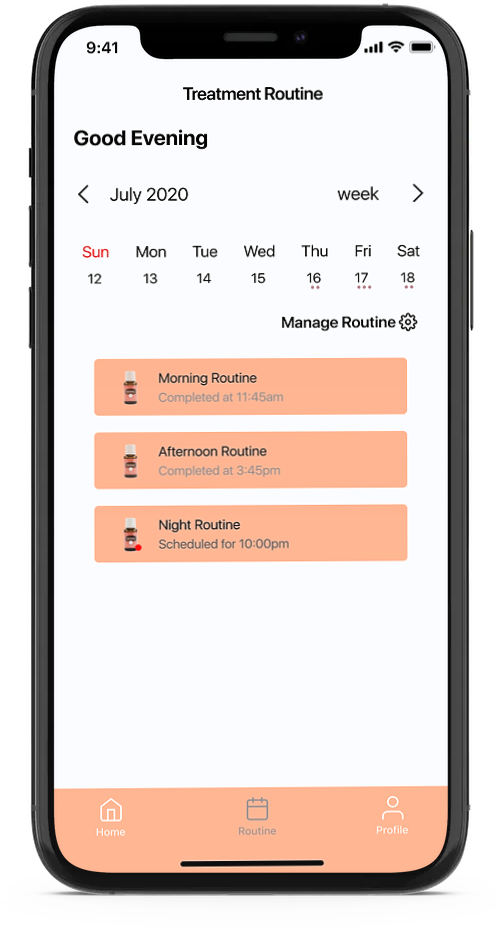 9:41
Treatment Routine
Good Evening
July 2020 week
Sun Mon Tue Wed Thu Fri Sat
12 13 14 15 16 17 18
Manage Routine
Morning Routine
Completed at 11:45am
Afternoon Routine
Completed at 3:45pm
Night Routine
Scheduled for 10:00pm
Home Routine Profile